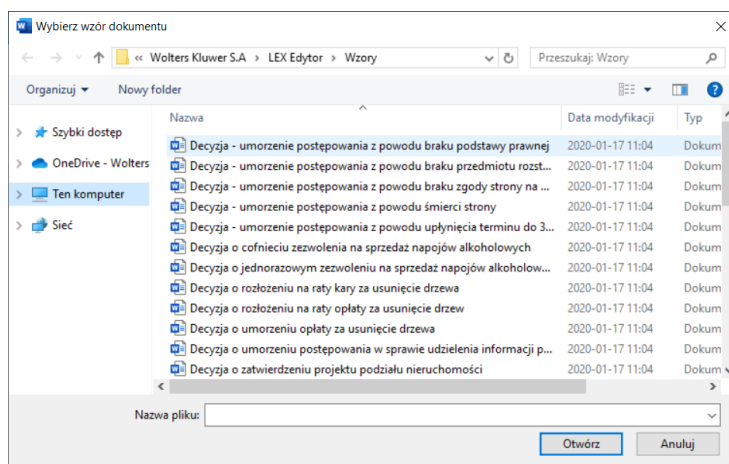 Wybierz wzór dokumentu
« Wolters Kluwer S.A > LEX Edytor > Wzory
Przeszukaj: Wzory
Organizuj Nowy folder
Nazwa Data modyfikacji Typ
Szybki dostęp
OneDrive - Wolters
Ten komputer
Sieć
Decyzja - umorzenie postępowania z powodu braku podstawy prawnej 2020-01-17 11:04 Dokum
Decyzja - umorzenie postępowania z powodu braku przedmiotu rozst... 2020-01-17 11:04 Dokum
Decyzja - umorzenie postępowania z powodu braku zgody strony na ... 2020-01-17 11:04 Dokum
Decyzja - umorzenie postępowania z powodu śmierci strony 2020-01-17 11:04 Dokum
Decyzja - umorzenie postępowania z powodu upłynięcia terminu do 3... 2020-01-17 11:04 Dokum
Decyzja o cofnieciu zezwolenia na sprzedaż napojów alkoholowych 2020-01-17 11:04 Dokum
Decyzja o jednorazowym zezwoleniu na sprzedaż napojów alkoholow... 2020-01-17 11:04 Dokum
Decyzja o rozłożeniu na raty kary za usunięcie drzewa 2020-01-17 11:04 Dokum
Decyzja o rozłożeniu na raty opłaty za usunięcie drzew 2020-01-17 11:04 Dokum
Decyzja o umorzeniu opłaty za usunięcie drzewa 2020-01-17 11:04 Dokum
Decyzja o umorzeniu postępowania w sprawie udzielenia informacji p... 2020-01-17 11:04 Dokum
Decyzja o zatwierdzeniu projektu podziału nieruchomości 2020-01-17 11:04 Dokum
Nazwa pliku:
Otwórz Anuluj